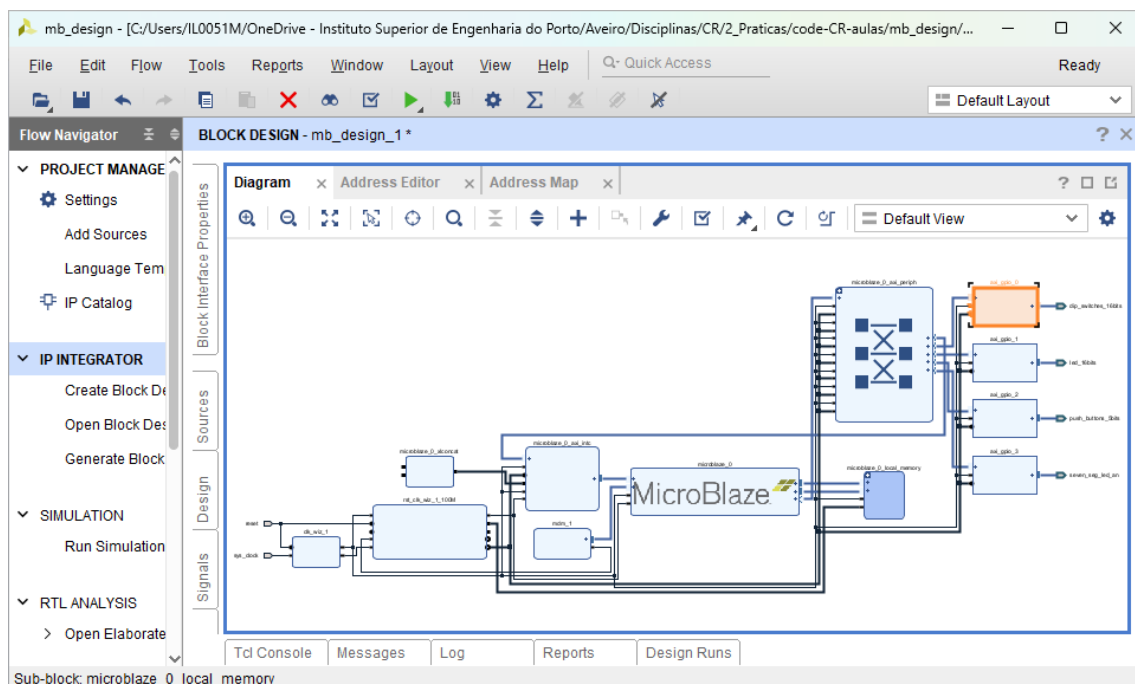 mb_design - [C:/Users/IL0051M/OneDrive - Instituto Superior de Engenharia do Porto/Aveiro/Disciplinas/CR/2_Praticas/code-CR-aulas/mb_design/...
File Edit Flow Tools Reports Window Layout View Help Q- Quick Access Ready
Default Layout
Flow Navigator
BLOCK DESIGN - mb_design_1 *
PROJECT MANAGE
Settings
Add Sources
Language Tem
IP Catalog
IP INTEGRATOR
Create Block De
Open Block Des
Generate Block
SIMULATION
Run Simulation
RTL ANALYSIS
Open Elaborate
Block Interface Properties
Sources
Design
Signals
Diagram Address Editor Address Map
Default View
microblaze_0_axi_periph
axi_gpio_0
dip_switches_16bits
axi_gpio_1
led_16bits
axi_gpio_2
push_buttons_5bits
axi_gpio_3
seven_seg_led_an
microblaze_0_axi_intc
microblaze_0_xlconcat
microblaze_0
MicroBlaze
microblaze_0_local_memory
rst_clk_wiz_1_100M
mdm_1
reset
clk_wiz_1
sys_clock
Tcl Console Messages Log Reports Design Runs
Sub-block: microblaze_0_local_memory